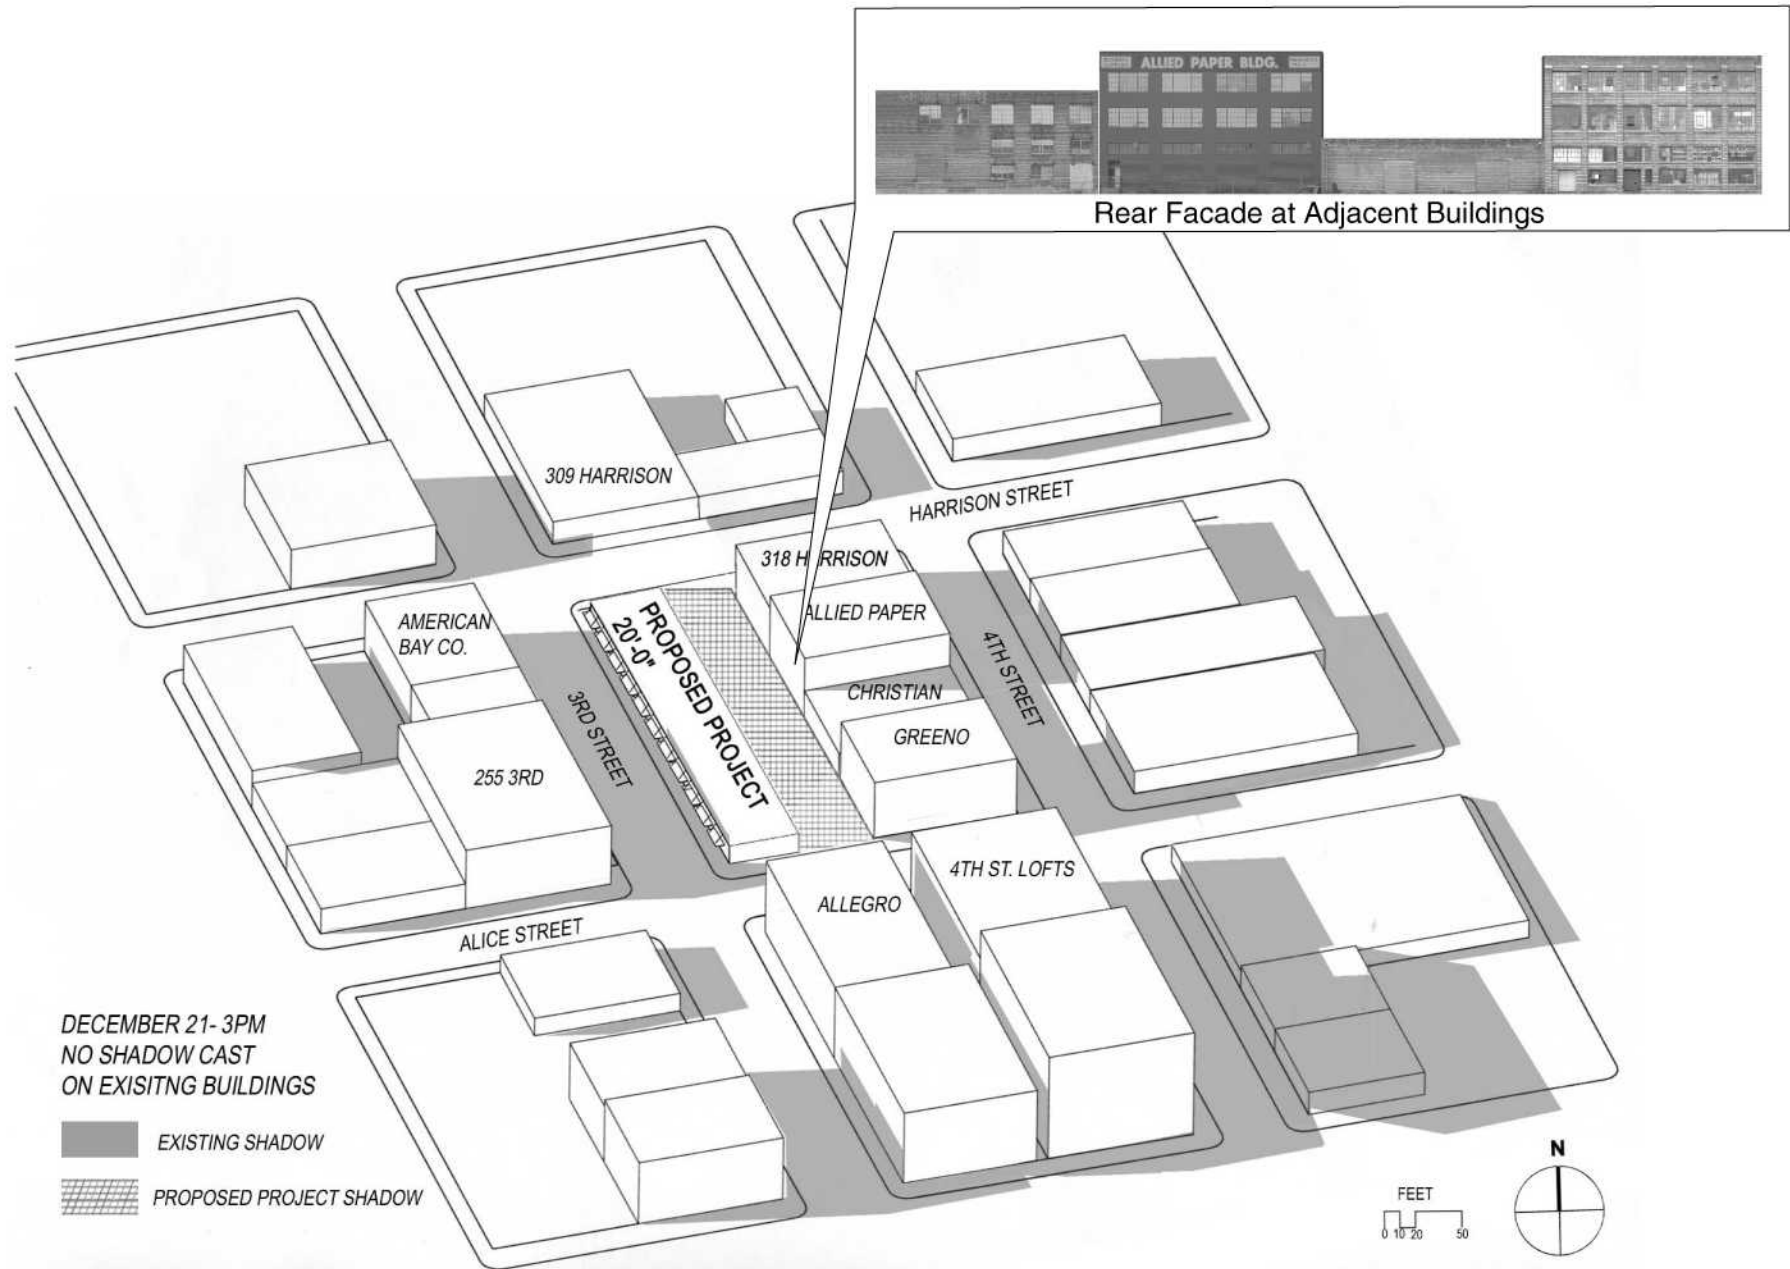 ALLIED PAPER BLDG.
Rear Facade at Adjacent Buildings
309 HARRISON
HARRISON STREET
318 HARRISON
ALLIED PAPER
AMERICAN
BAY CO.
PROPOSED PROJECT
20'-0"
3RD STREET
4TH STREET
CHRISTIAN
GREENO
255 3RD
4TH ST. LOFTS
ALLEGRO
ALICE STREET
DECEMBER 21- 3PM
NO SHADOW CAST
ON EXISITNG BUILDINGS
EXISTING SHADOW
PROPOSED PROJECT SHADOW
N
FEET
0 10 20 50